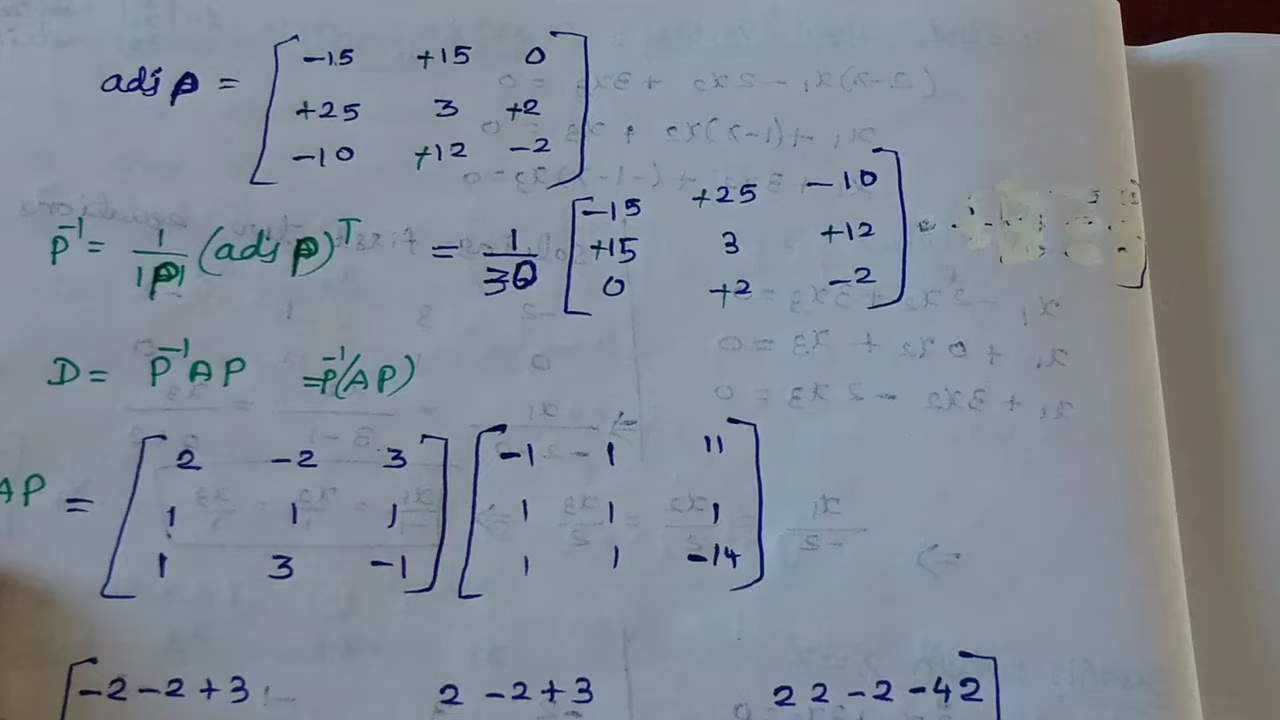 adj P = [ -15 +15 0
+25 3 +2
-10 +12 -2 ]
P⁻¹ = 1/|P| (adj P)ᵀ = 1/30 [ -15 +25 -10
+15 3 +12
0 +2 -2 ]
D = P⁻¹AP = P⁻¹(AP)
AP = [ 2 -2 3
1 1 1
1 3 -1 ] [ -1 1 11
1 1 1
1 1 -14 ]
[ -2-2+3 2-2+3 22-2-42 ]